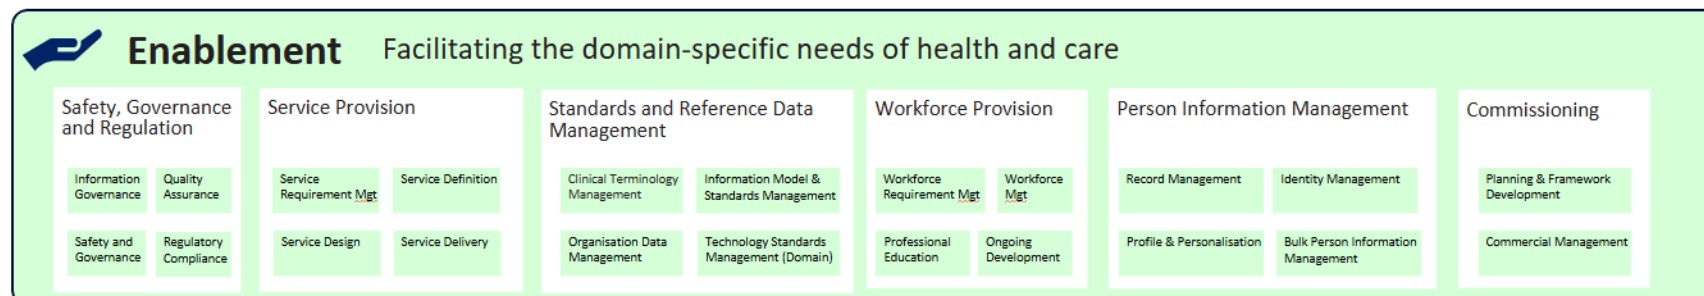 Enablement Facilitating the domain-specific needs of health and care
Safety, Governance
and Regulation
Information
Governance
Quality
Assurance
Safety and
Governance
Regulatory
Compliance
Service Provision
Service
Requirement Mgt
Service Definition
Service Design
Service Delivery
Standards and Reference Data
Management
Clinical Terminology
Management
Information Model &
Standards Management
Organisation Data
Management
Technology Standards
Management (Domain)
Workforce Provision
Workforce
Requirement Mgt
Workforce
Mgt
Professional
Education
Ongoing
Development
Person Information Management
Record Management
Identity Management
Profile & Personalisation
Bulk Person Information
Management
Commissioning
Planning & Framework
Development
Commercial Management